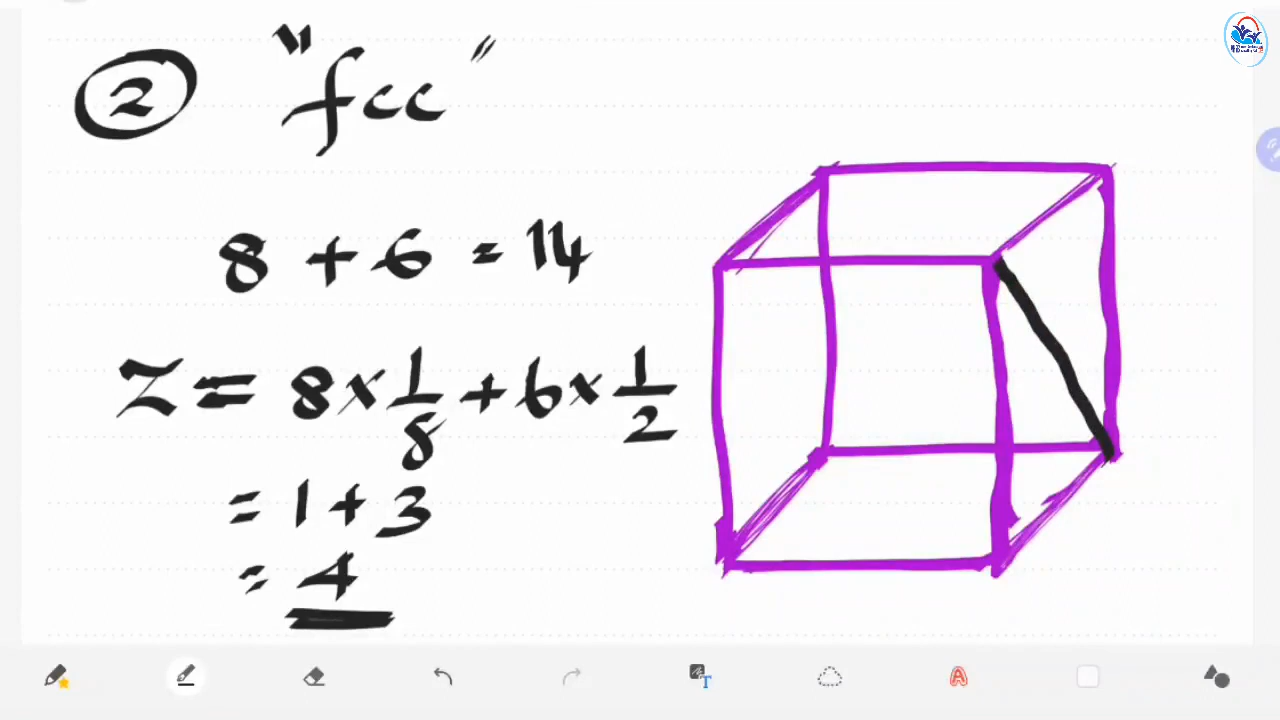 ② "fcc"
8 + 6 = 14
Z = 8 × 1/8 + 6 × 1/2
= 1 + 3
= 4